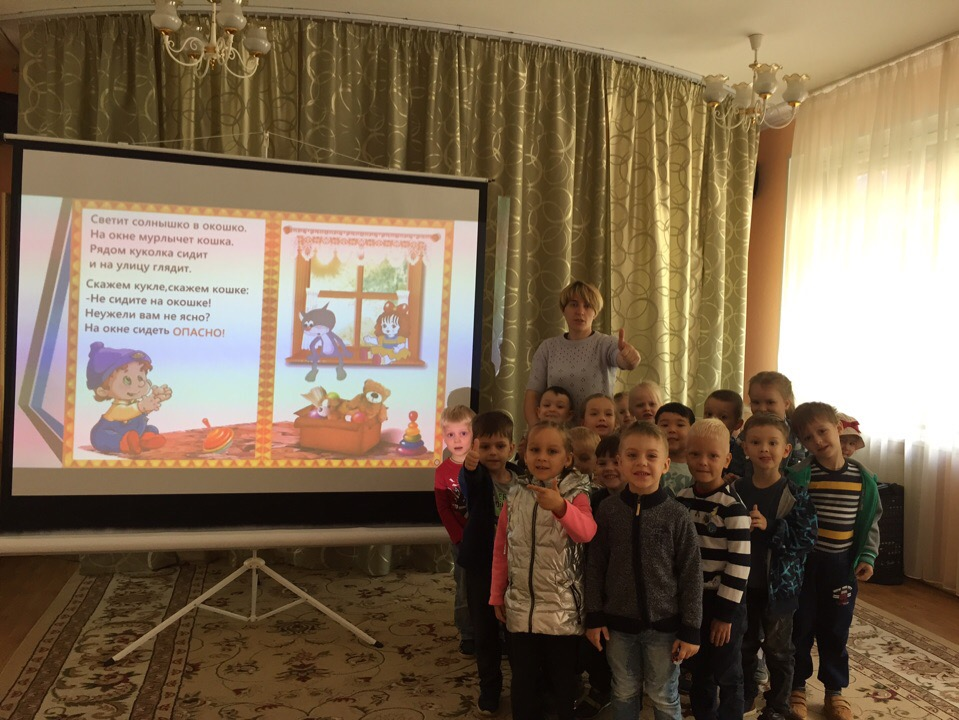 Светит солнышко в окошко.
На окне мурлычет кошка.
Рядом куколка сидит
и на улицу глядит.
Скажем кукле,скажем кошке:
-Не сидите на окошке!
Неужели вам не ясно?
На окне сидеть ОПАСНО!